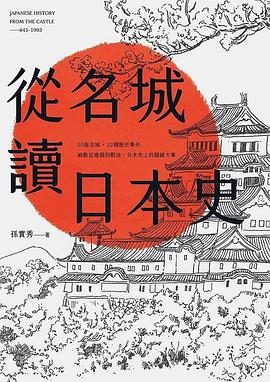 JAPANESE HISTORY
FROM THE CASTLE
——645-1993
從名城
讀
日本史
30座名城 × 32個歷史事件
細數從建國到戰後，日本史上的關鍵大事
孫實秀——著